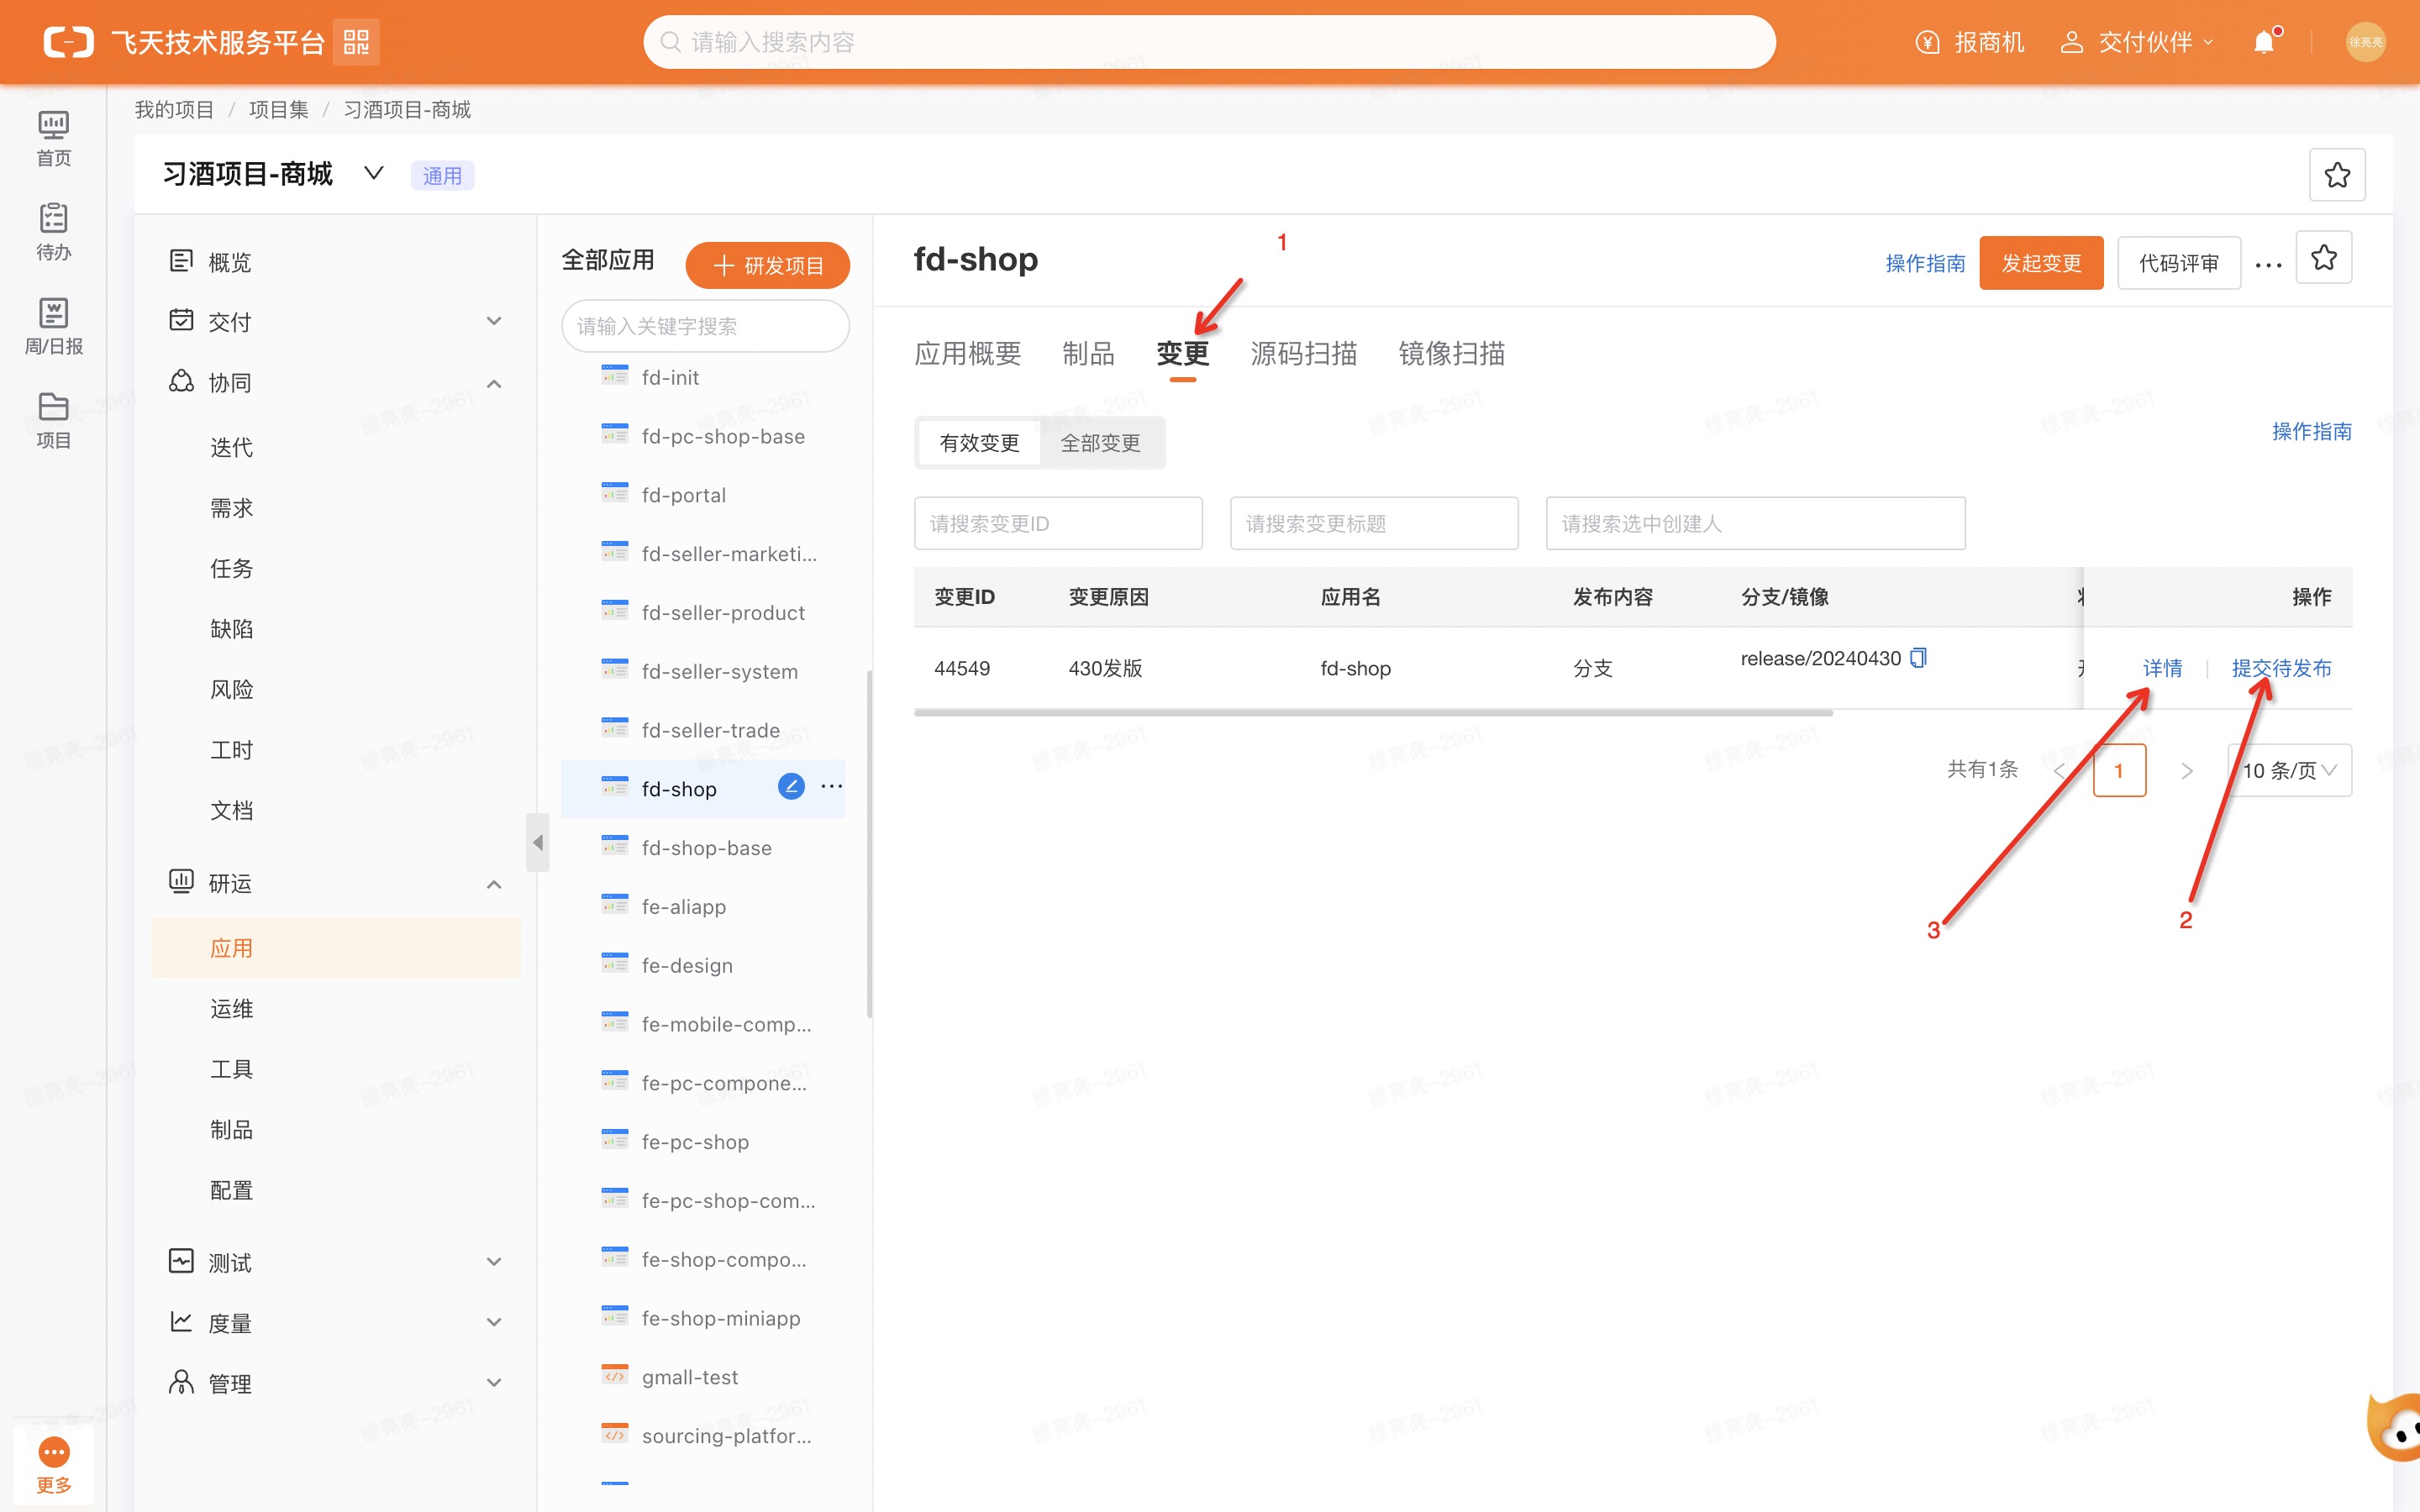 飞天技术服务平台
请输入搜索内容
报商机
交付伙伴
徐亮亮
首页
待办
周/日报
项目
更多
我的项目 / 项目集 / 习酒项目-商城
习酒项目-商城
通用
概览
交付
协同
迭代
需求
任务
缺陷
风险
工时
文档
研运
应用
运维
工具
制品
配置
测试
度量
管理
全部应用
研发项目
请输入关键字搜索
fd-init
fd-pc-shop-base
fd-portal
fd-seller-marketi...
fd-seller-product
fd-seller-system
fd-seller-trade
fd-shop
fd-shop-base
fe-aliapp
fe-design
fe-mobile-comp...
fe-pc-compone...
fe-pc-shop
fe-pc-shop-com...
fe-shop-compo...
fe-shop-miniapp
gmall-test
sourcing-platfor...
fd-shop
1
操作指南
发起变更
代码评审
应用概要 制品 变更 源码扫描 镜像扫描
有效变更 全部变更
操作指南
请搜索变更ID
请搜索变更标题
请搜索选中创建人
变更ID 变更原因 应用名 发布内容 分支/镜像 操作
44549 430发版 fd-shop 分支 release/20240430 详情 | 提交待发布
共有1条 < 1 > 10 条/页
3
2
徐亮亮-2961